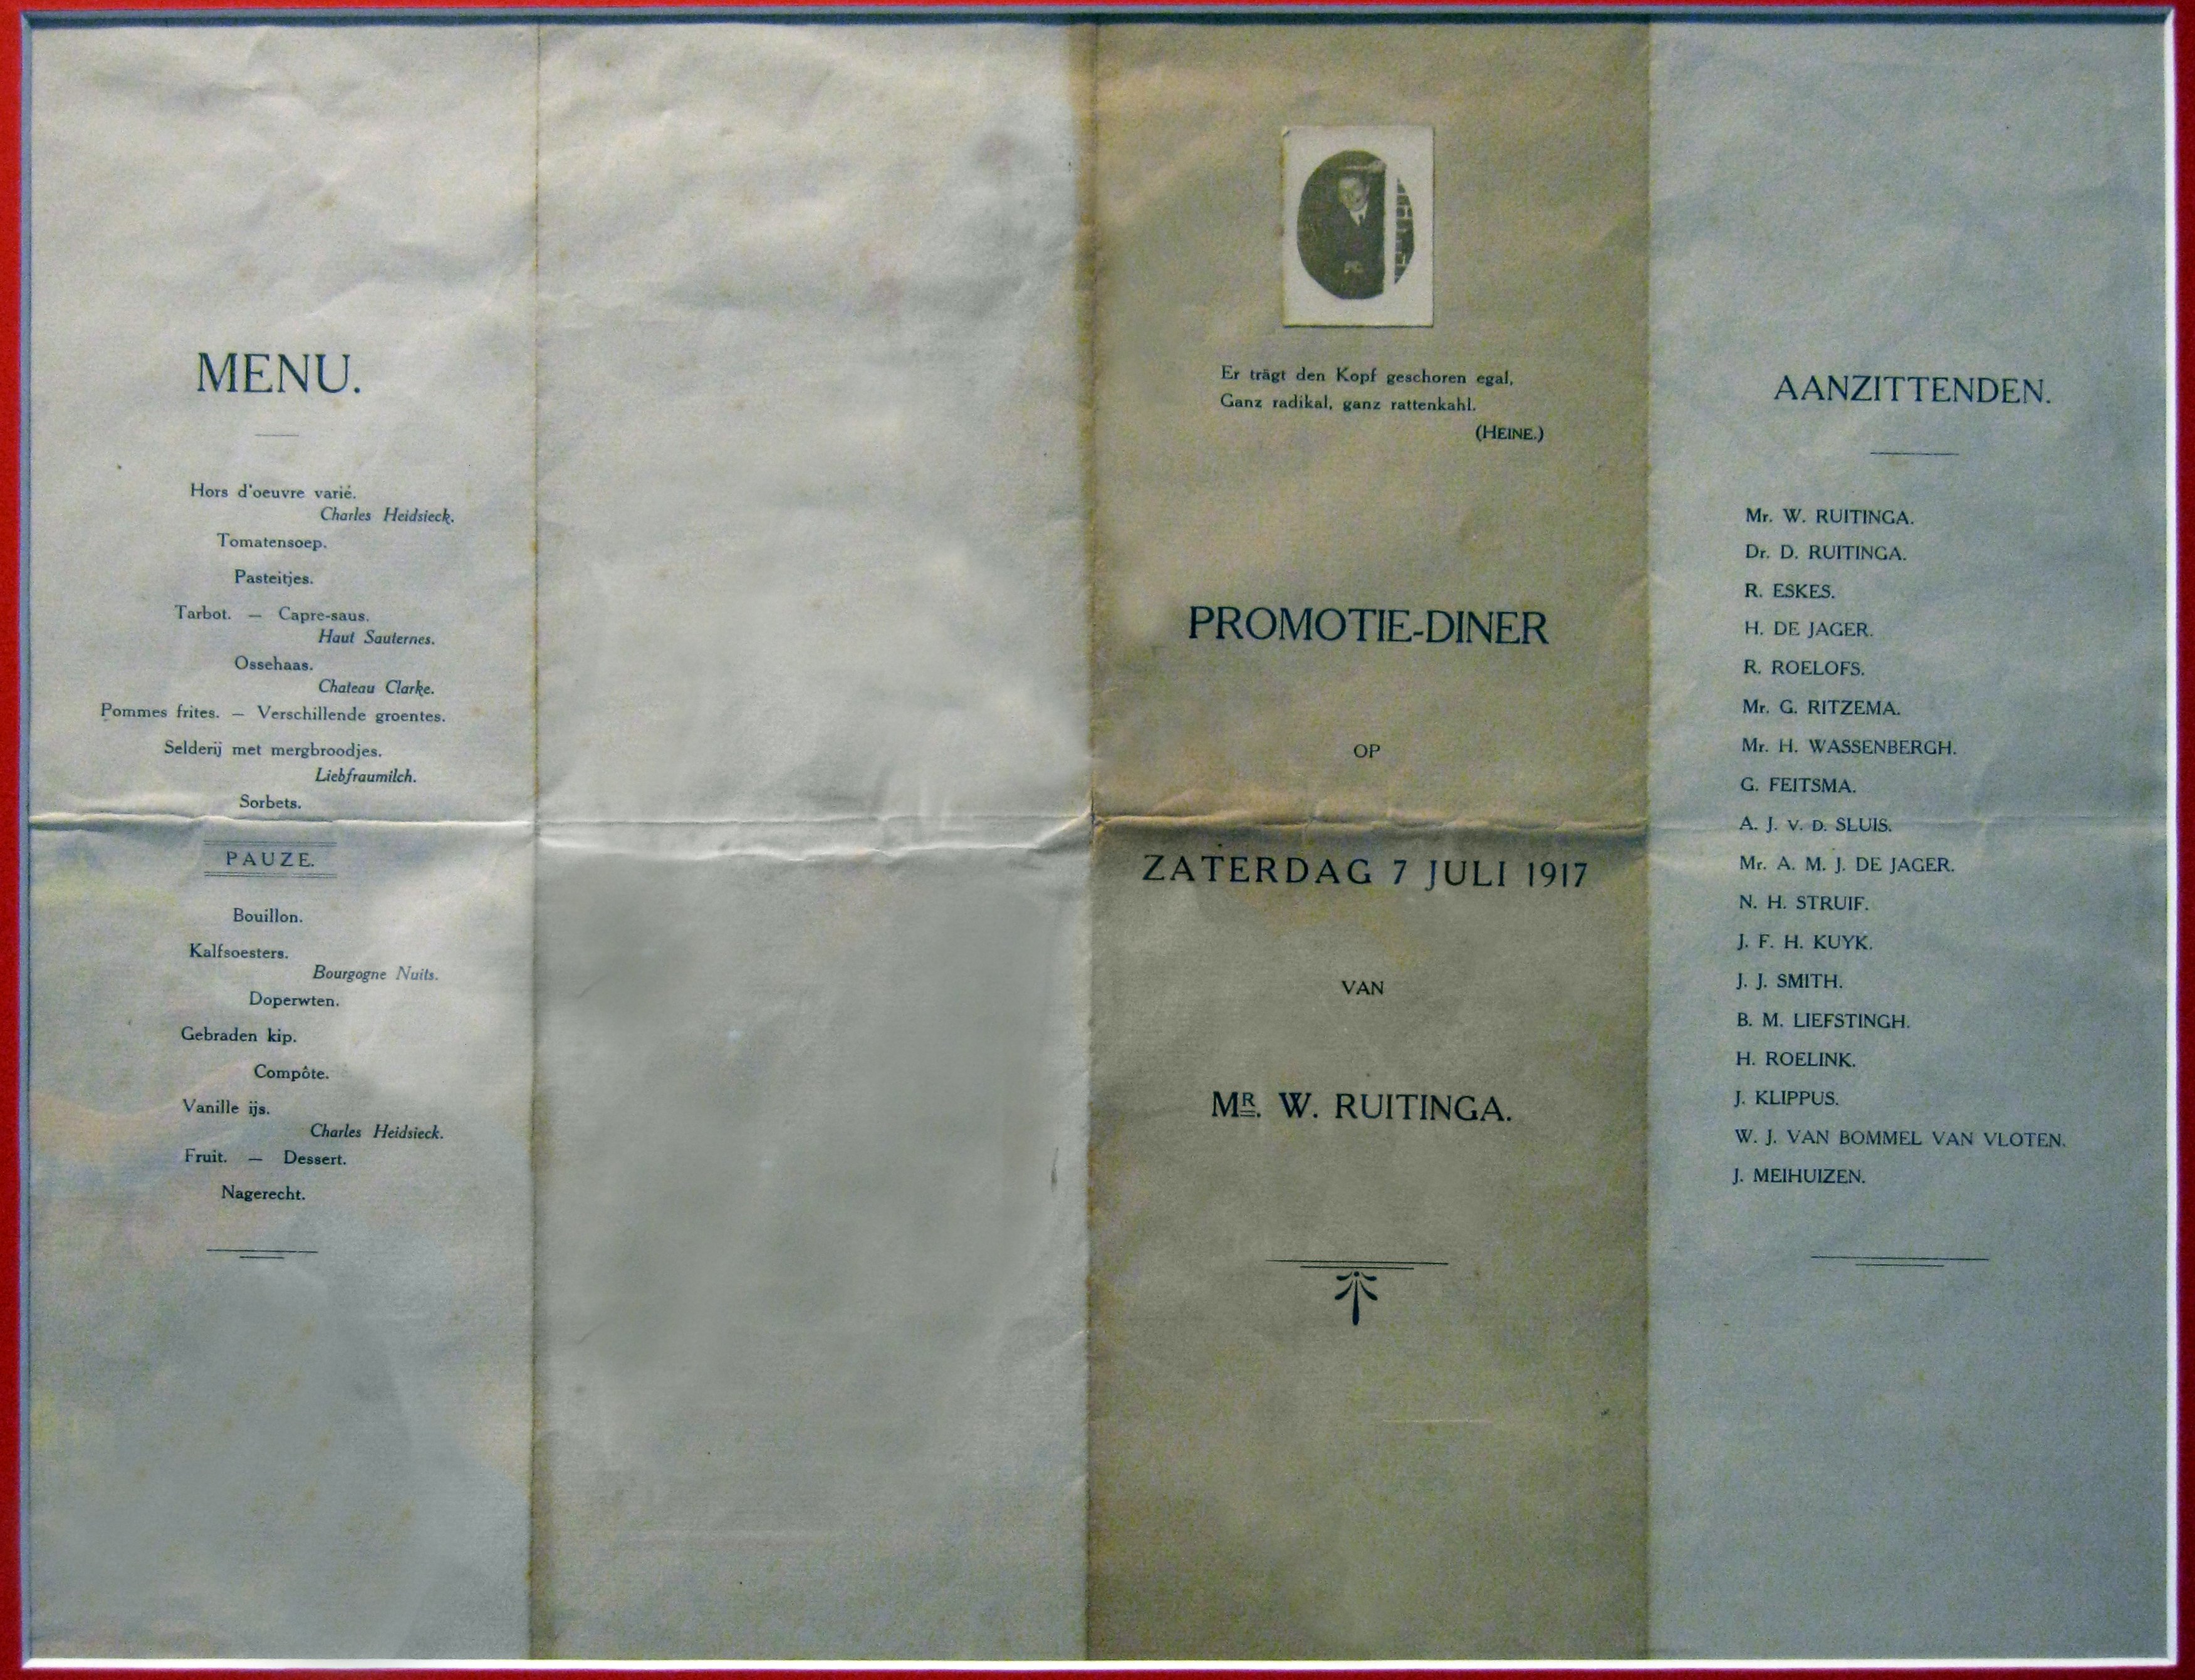 MENU.
Hors d'oeuvre varié.
Charles Heidsieck.
Tomatensoep.
Pasteitjes.
Tarbot. — Capre-saus.
Haut Sauternes.
Ossehaas.
Chateau Clarke.
Pommes frites. — Verschillende groentes.
Selderij met mergbroodjes.
Liebfraumilch.
Sorbets.
PAUZE.
Bouillon.
Kalfsoesters.
Bourgogne Nuits.
Doperwten.
Gebraden kip.
Compôte.
Vanille ijs.
Charles Heidsieck.
Fruit. — Dessert.
Nagerecht.
Er trägt den Kopf geschoren egal,
Ganz radikal, ganz rattenkahl.
(HEINE.)
PROMOTIE-DINER
OP
ZATERDAG 7 JULI 1917
VAN
MR. W. RUITINGA.
AANZITTENDEN.
Mr. W. RUITINGA.
Dr. D. RUITINGA.
R. ESKES.
H. DE JAGER.
R. ROELOFS.
Mr. G. RITZEMA.
Mr. H. WASSENBERGH.
G. FEITSMA.
A. J. V. D. SLUIS.
Mr. A. M. J. DE JAGER.
N. H. STRUIF.
J. F. H. KUYK.
J. J. SMITH.
B. M. LIEFSTINGH.
H. ROELINK.
J. KLIPPUS.
W. J. VAN BOMMEL VAN VLOTEN.
J. MEIHUIZEN.